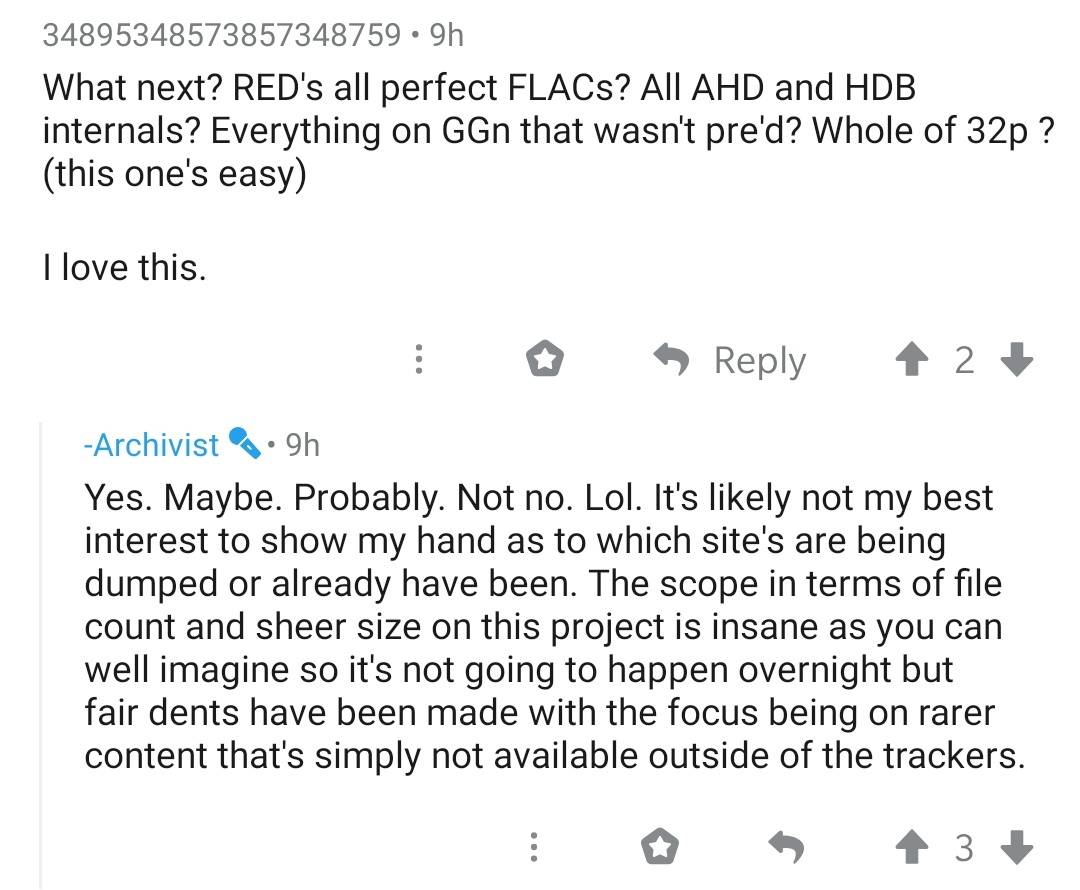 34895348573857348759 • 9h
What next? RED's all perfect FLACs? All AHD and HDB
internals? Everything on GGn that wasn't pre'd? Whole of 32p ?
(this one's easy)
I love this.
Reply 2
-Archivist • 9h
Yes. Maybe. Probably. Not no. Lol. It's likely not my best
interest to show my hand as to which site's are being
dumped or already have been. The scope in terms of file
count and sheer size on this project is insane as you can
well imagine so it's not going to happen overnight but
fair dents have been made with the focus being on rarer
content that's simply not available outside of the trackers.
3